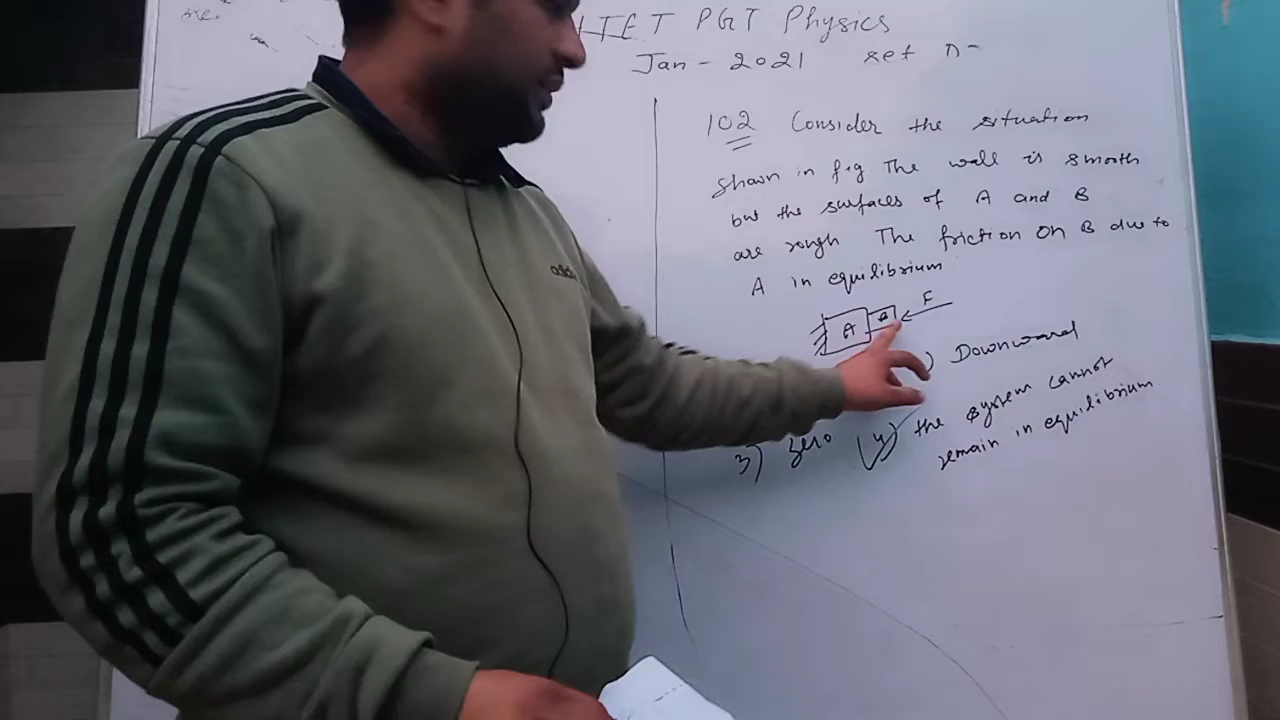 HTET PGT Physics
Jan - 2021 set
adidas
102 Consider the situation
shown in fig The wall is smooth
but the surfaces of A and B
are rough The friction on B due to
A in equilibrium
A B F
) Downward
3) Zero (4) the system cannot
remain in equilibrium